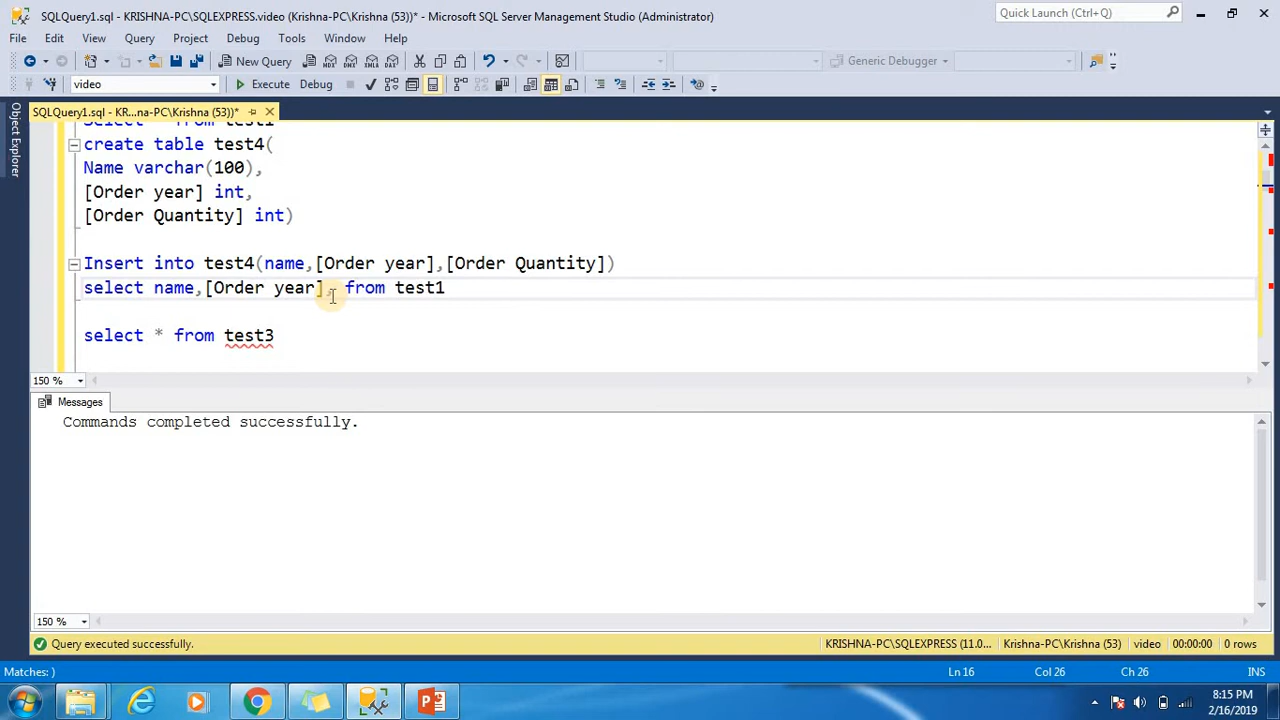 SQLQuery1.sql - KRISHNA-PC\SQLEXPRESS.video (Krishna-PC\Krishna (53))* - Microsoft SQL Server Management Studio (Administrator)
Quick Launch (Ctrl+Q)
File Edit View Query Project Debug Tools Window Help
New Query
Generic Debugger
video
Execute Debug
SQLQuery1.sql - KR...na-PC\Krishna (53))*
Object Explorer
Select * from test1
create table test4(
Name varchar(100),
[Order year] int,
[Order Quantity] int)
Insert into test4(name,[Order year],[Order Quantity])
select name,[Order year], from test1
select * from test3
150 %
Messages
Commands completed successfully.
150 %
Query executed successfully.
KRISHNA-PC\SQLEXPRESS (11.0...
Krishna-PC\Krishna (53)
video
00:00:00
0 rows
Matches: )
Ln 16
Col 26
Ch 26
INS
8:15 PM
2/16/2019